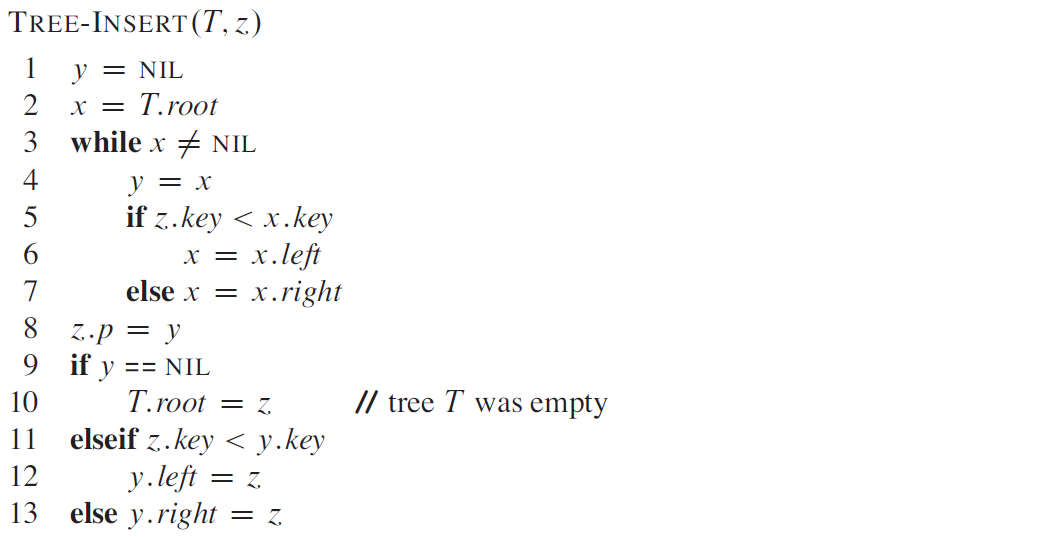 TREE-INSERT(T, z)
1 y = NIL
2 x = T.root
3 while x ≠ NIL
4 y = x
5 if z.key < x.key
6 x = x.left
7 else x = x.right
8 z.p = y
9 if y == NIL
10 T.root = z // tree T was empty
11 elseif z.key < y.key
12 y.left = z
13 else y.right = z